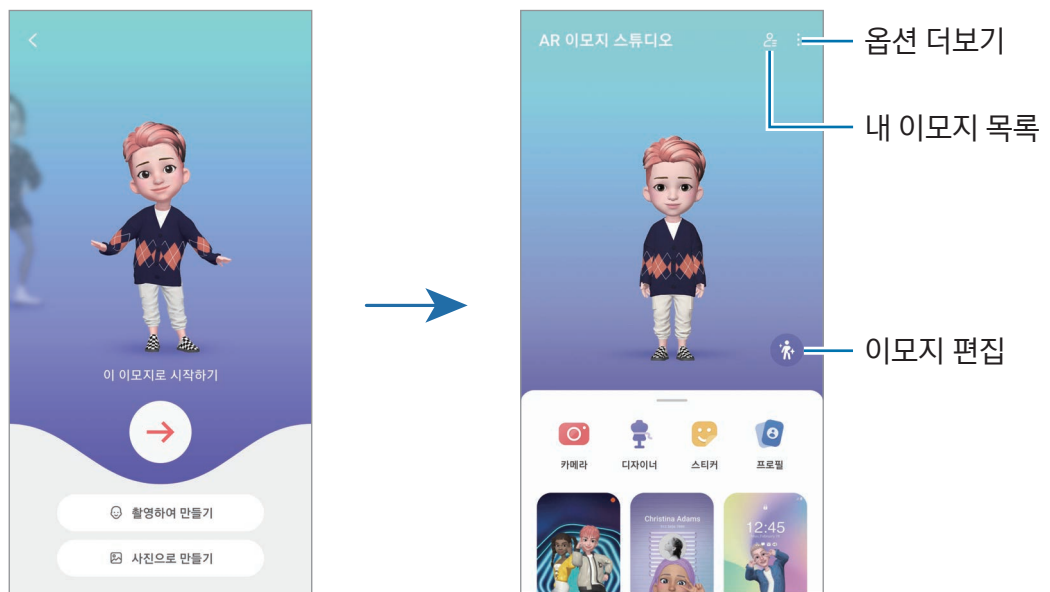 이 이모지로 시작하기
촬영하여 만들기
사진으로 만들기
AR 이모지 스튜디오
옵션 더보기
내 이모지 목록
이모지 편집
카메라
디자이너
스티커
프로필
Christina Adams
12:45